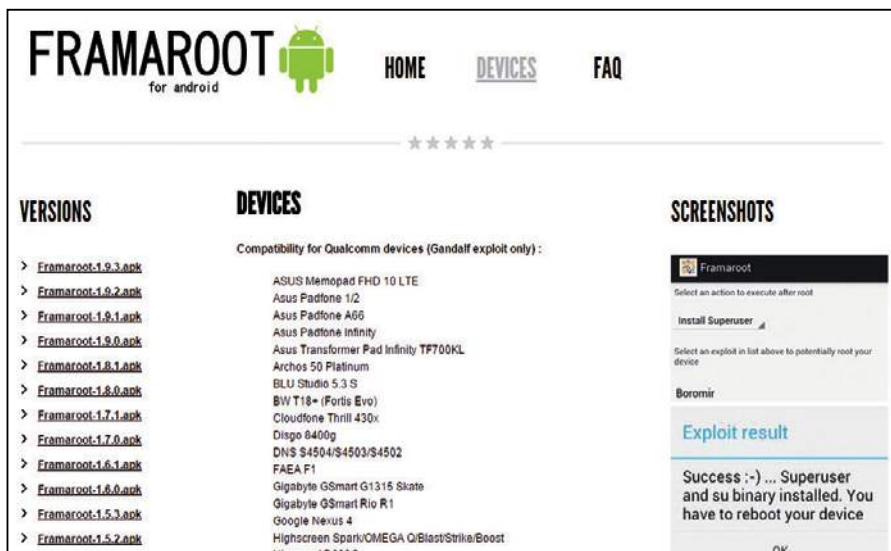 FRAMAROOT
for android
HOME DEVICES FAQ
VERSIONS
Framaroot-1.9.3.apk
Framaroot-1.9.2.apk
Framaroot-1.9.1.apk
Framaroot-1.9.0.apk
Framaroot-1.8.1.apk
Framaroot-1.8.0.apk
Framaroot-1.7.1.apk
Framaroot-1.7.0.apk
Framaroot-1.6.1.apk
Framaroot-1.6.0.apk
Framaroot-1.5.3.apk
Framaroot-1.5.2.apk
DEVICES
Compatibility for Qualcomm devices (Gandalf exploit only) :
ASUS Memopad FHD 10 LTE
Asus Padfone 1/2
Asus Padfone A66
Asus Padfone Infinity
Asus Transformer Pad Infinity TF700KL
Archos 50 Platinum
BLU Studio 5.3 S
BW T18+ (Fortis Evo)
Cloudfone Thrill 430x
Disgo 8400g
DNS S4504/S4503/S4502
FAEA F1
Gigabyte GSmart G1315 Skate
Gigabyte GSmart Rio R1
Google Nexus 4
Highscreen Spark/OMEGA Q/Blast/Strike/Boost
SCREENSHOTS
Framaroot
Select an action to execute after root
Install Superuser
Select an exploit in list above to potentially root your
device
Boromir
Exploit result
Success :-) ... Superuser
and su binary installed. You
have to reboot your device
OK